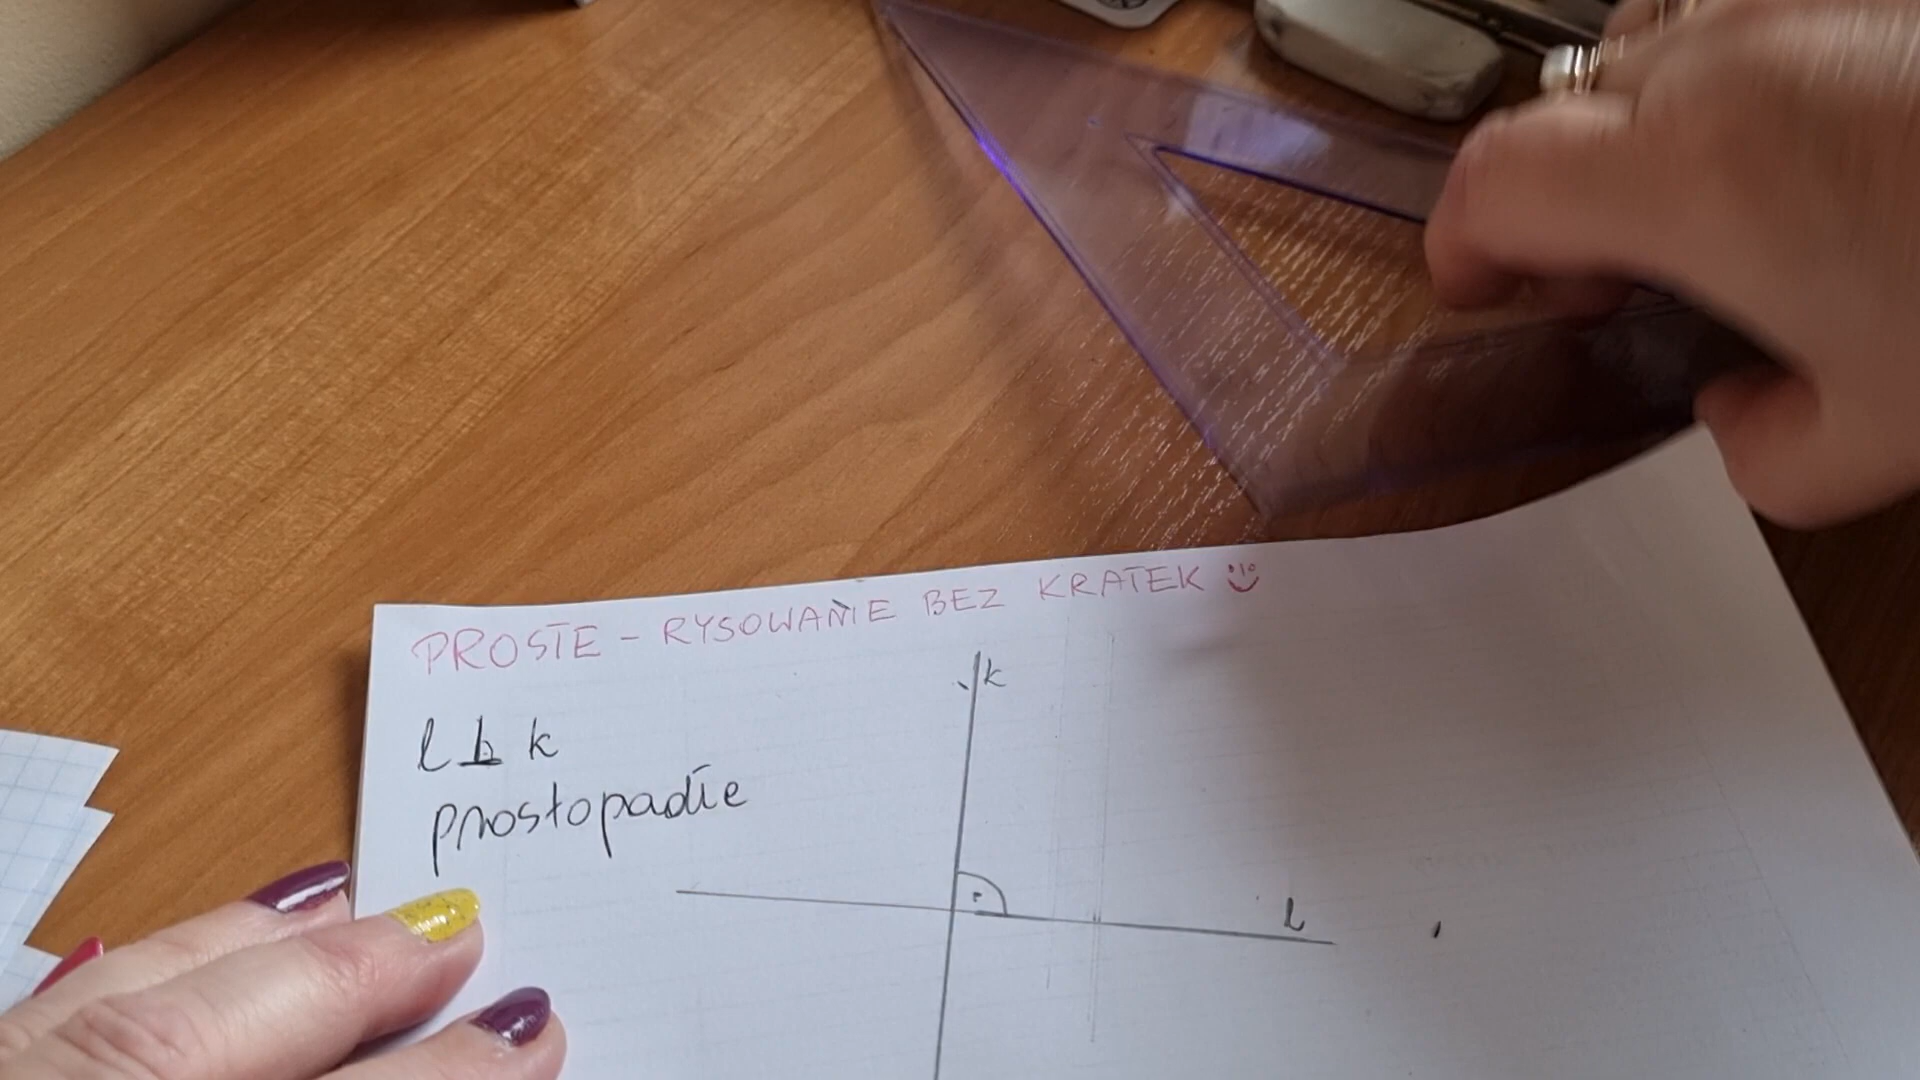 PROSTE - RYSOWANIE BEZ KRATEK
l ⊥ k
prostopadłe
k
l